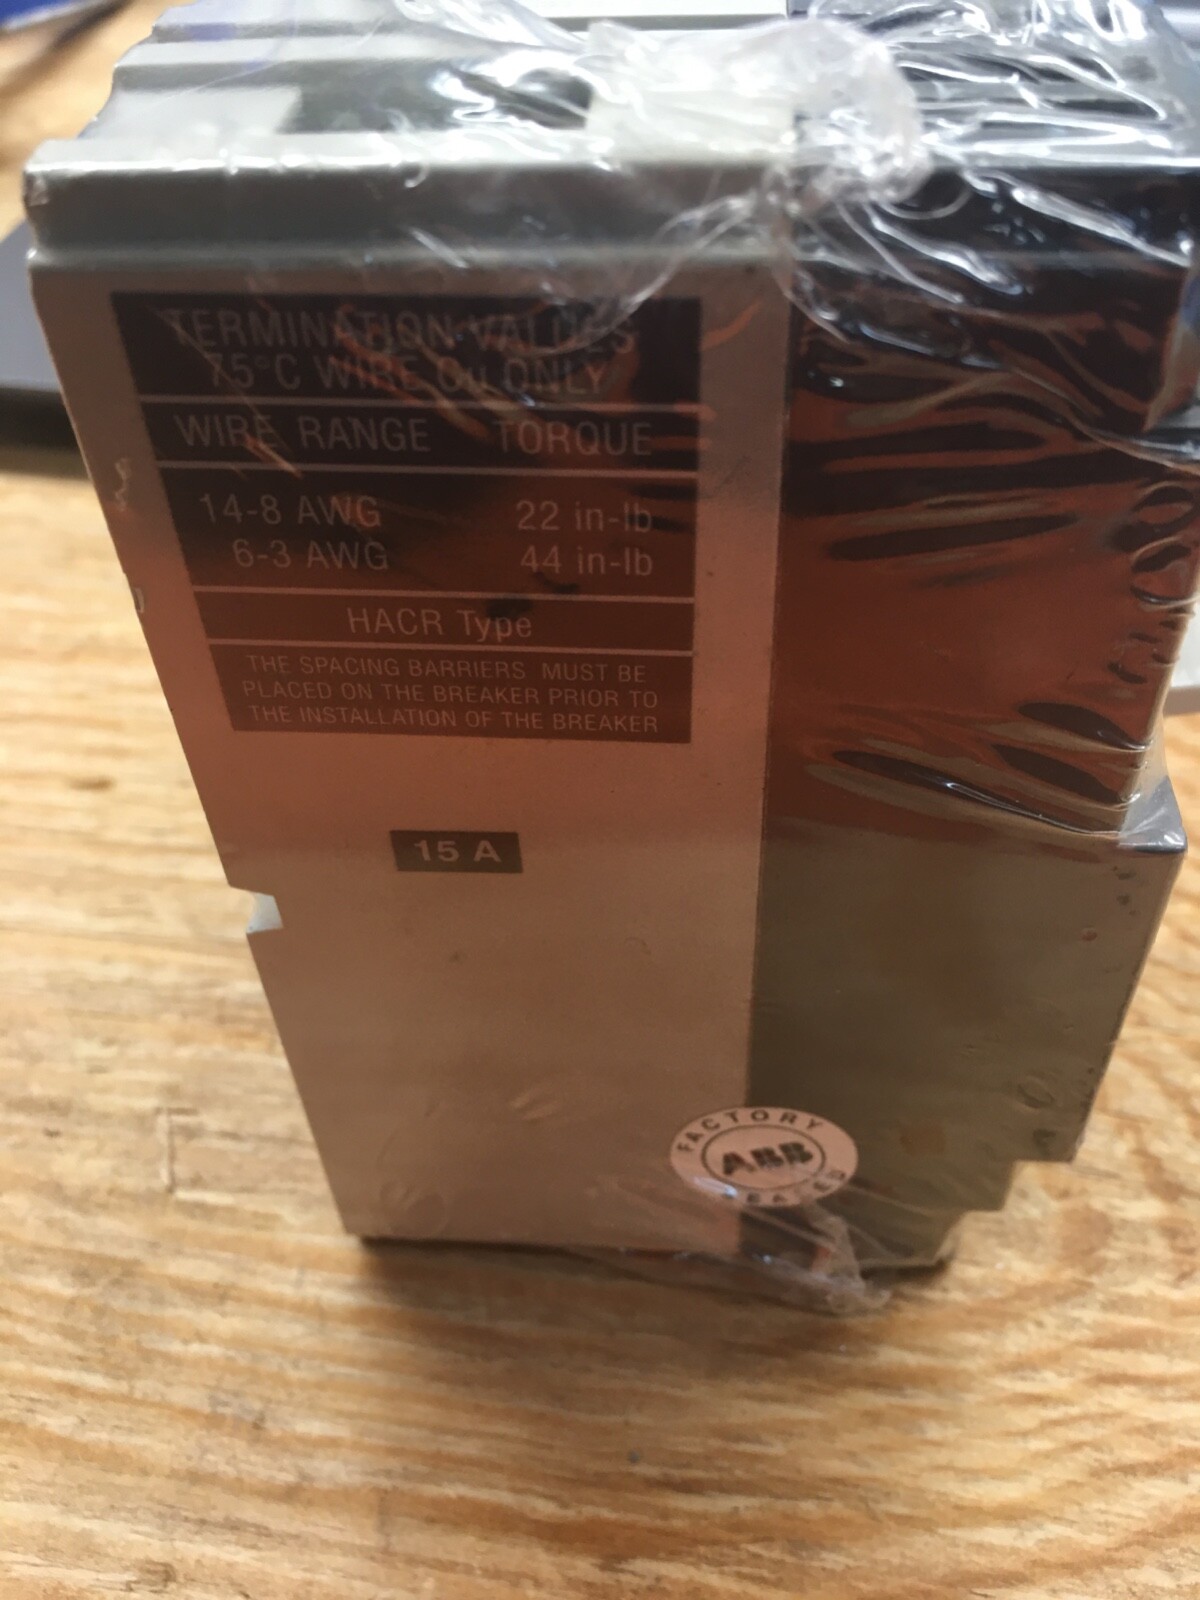 TERMINATION VALUES
75°C WIRE Cu ONLY
WIRE RANGE TORQUE
14-8 AWG 22 in-lb
6-3 AWG 44 in-lb
HACR Type
THE SPACING BARRIERS MUST BE
PLACED ON THE BREAKER PRIOR TO
THE INSTALLATION OF THE BREAKER
15 A
FACTORY
ABB